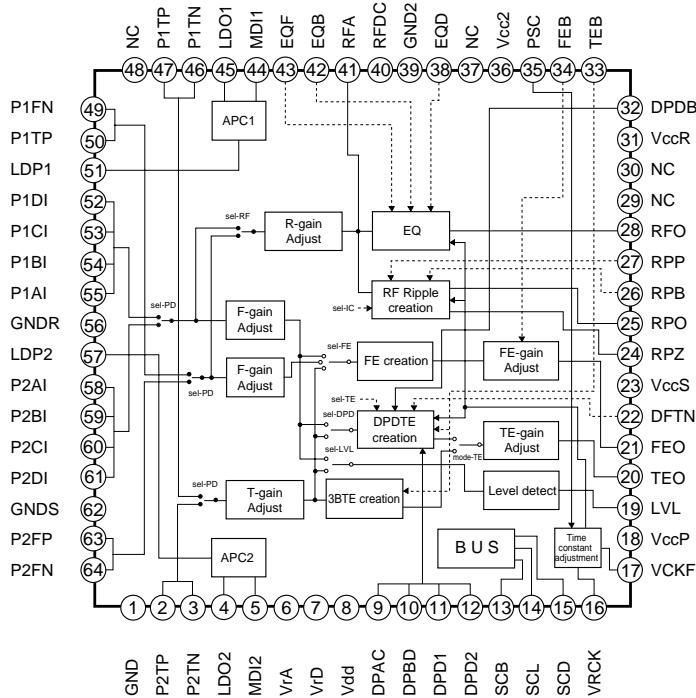 NC
P1TP
P1TN
LDO1
MDI1
EQF
EQB
RFA
RFDC
GND2
EQD
NC
Vcc2
PSC
FEB
TEB
48
47
46
45
44
43
42
41
40
39
38
37
36
35
34
33
P1FN
49
P1TP
50
LDP1
51
P1DI
52
P1CI
53
P1BI
54
P1AI
55
GNDR
56
LDP2
57
P2AI
58
P2BI
59
P2CI
60
P2DI
61
GNDS
62
P2FP
63
P2FN
64
APC1
sel-RF
R-gain
Adjust
EQ
sel-IC
RF Ripple
creation
sel-PD
F-gain
Adjust
sel-PD
F-gain
Adjust
sel-FE
FE creation
FE-gain
Adjust
sel-TE
sel-DPD
DPDTE
creation
sel-LVL
mode-TE
TE-gain
Adjust
sel-PD
T-gain
Adjust
3BTE creation
Level detect
APC2
B U S
Time
constant
adjustment
32
DPDB
31
VccR
30
NC
29
NC
28
RFO
27
RPP
26
RPB
25
RPO
24
RPZ
23
VccS
22
DFTN
21
FEO
20
TEO
19
LVL
18
VccP
17
VCKF
1
2
3
4
5
6
7
8
9
10
11
12
13
14
15
16
GND
P2TP
P2TN
LDO2
MDI2
VrA
VrD
Vdd
DPAC
DPBD
DPD1
DPD2
SCB
SCL
SCD
VRCK